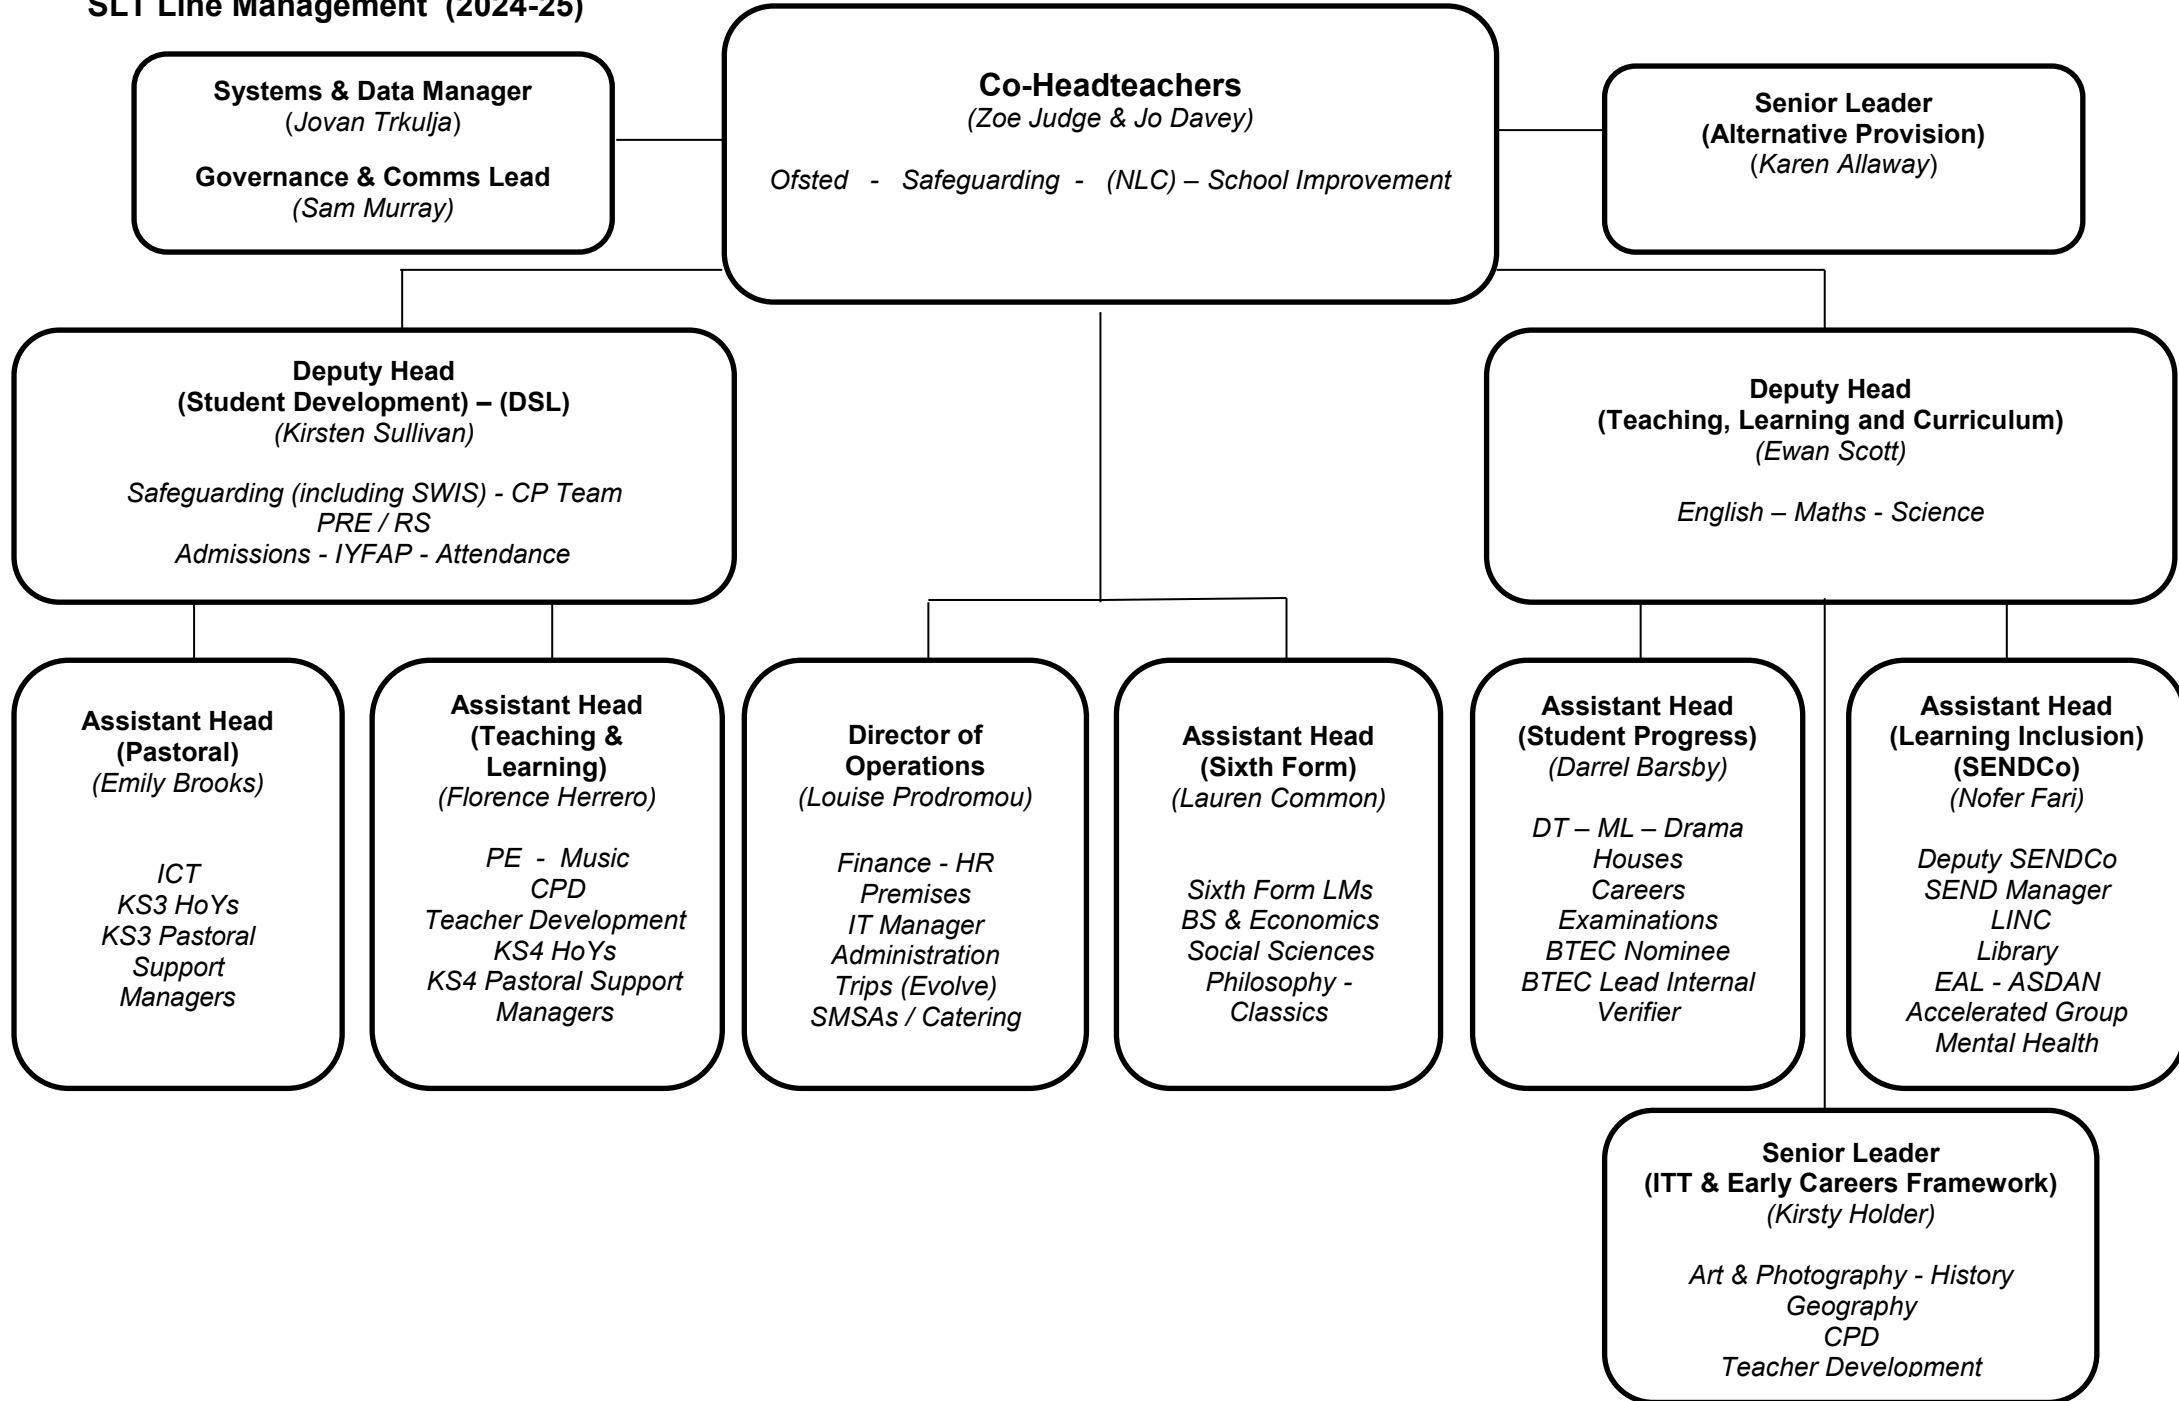 SLT Line Management (2024-25)
Systems & Data Manager
(Jovan Trkulja)
Governance & Comms Lead
(Sam Murray)
Co-Headteachers
(Zoe Judge & Jo Davey)
Ofsted - Safeguarding - (NLC) – School Improvement
Senior Leader
(Alternative Provision)
(Karen Allaway)
Deputy Head
(Student Development) – (DSL)
(Kirsten Sullivan)
Safeguarding (including SWIS) - CP Team
PRE / RS
Admissions - IYFAP - Attendance
Deputy Head
(Teaching, Learning and Curriculum)
(Ewan Scott)
English – Maths - Science
Assistant Head
(Pastoral)
(Emily Brooks)
ICT
KS3 HoYs
KS3 Pastoral
Support
Managers
Assistant Head
(Teaching &
Learning)
(Florence Herrero)
PE - Music
CPD
Teacher Development
KS4 HoYs
KS4 Pastoral Support
Managers
Director of
Operations
(Louise Prodromou)
Finance - HR
Premises
IT Manager
Administration
Trips (Evolve)
SMSAs / Catering
Assistant Head
(Sixth Form)
(Lauren Common)
Sixth Form LMs
BS & Economics
Social Sciences
Philosophy -
Classics
Assistant Head
(Student Progress)
(Darrel Barsby)
DT – ML – Drama
Houses
Careers
Examinations
BTEC Nominee
BTEC Lead Internal
Verifier
Assistant Head
(Learning Inclusion)
(SENDCo)
(Nofer Fari)
Deputy SENDCo
SEND Manager
LINC
Library
EAL - ASDAN
Accelerated Group
Mental Health
Senior Leader
(ITT & Early Careers Framework)
(Kirsty Holder)
Art & Photography - History
Geography
CPD
Teacher Development